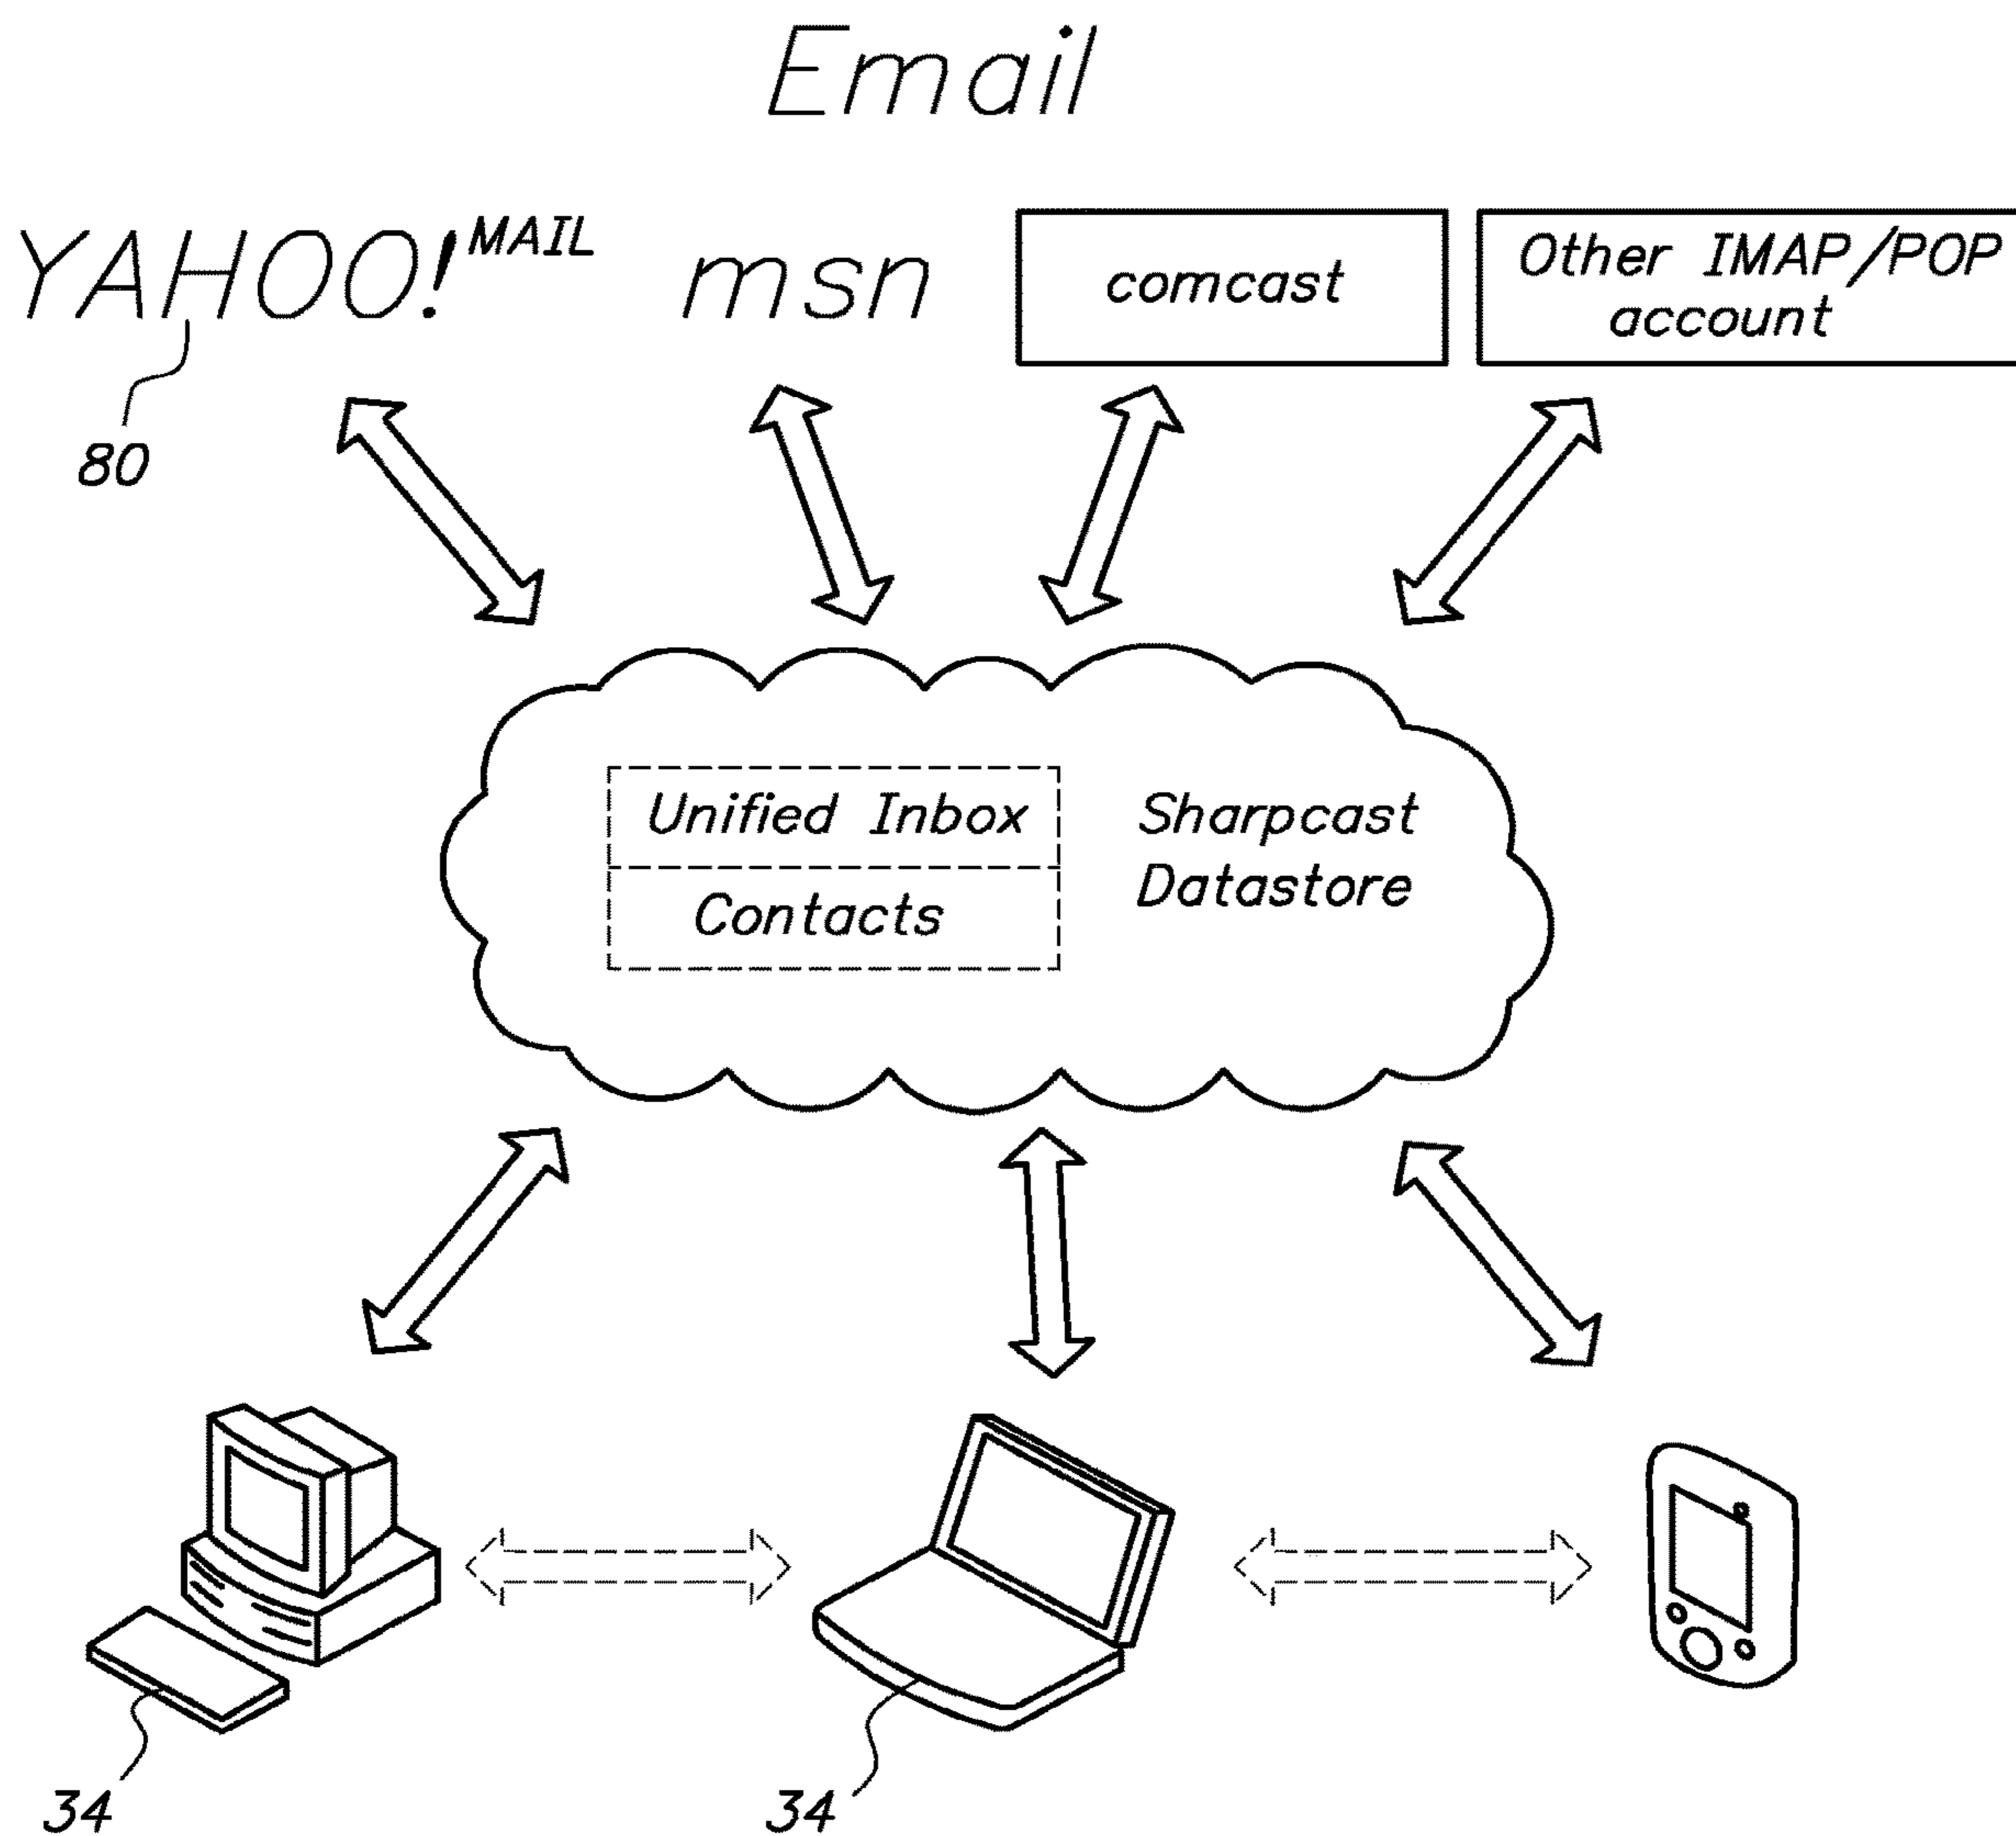 Email
YAHOO! MAIL
msn
comcast
Other IMAP/POP
account
80
Unified Inbox
Contacts
Sharpcast
Datastore
34
34